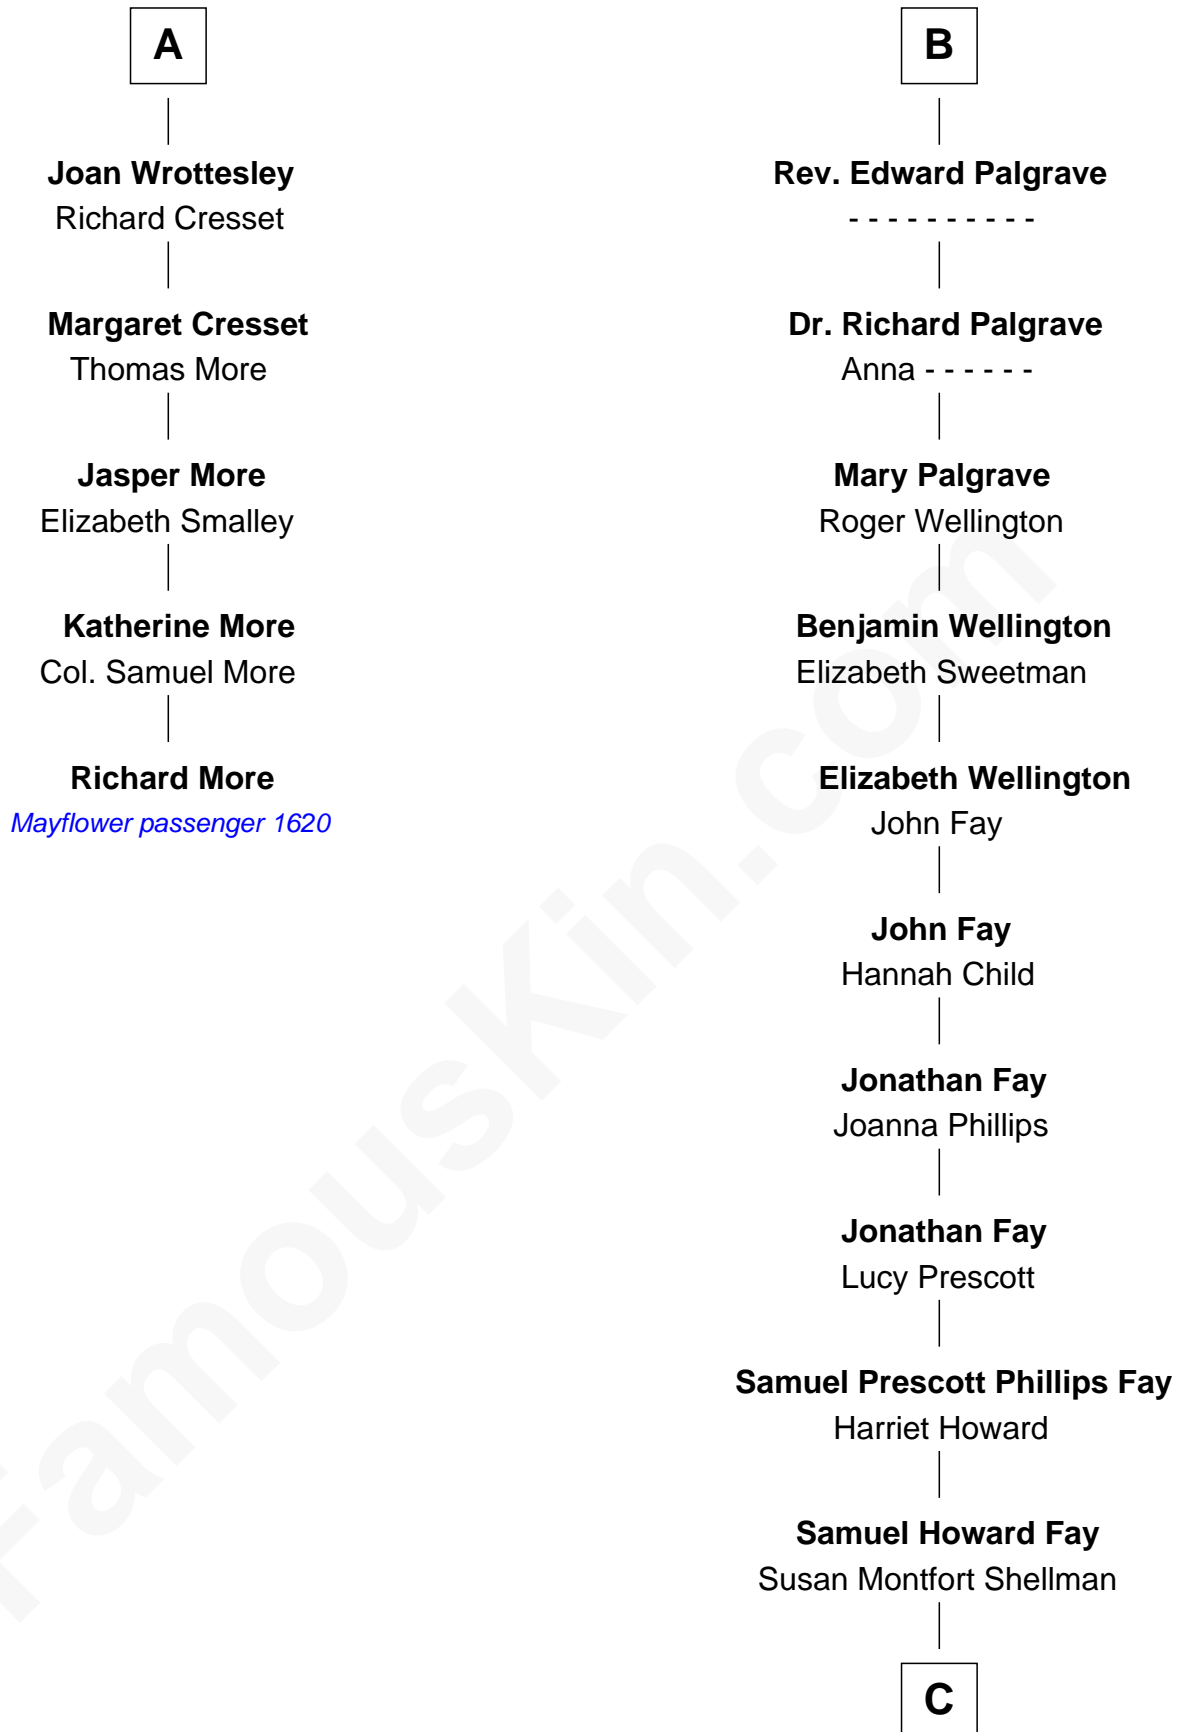 A
Joan Wrottesley
Richard Cresset
Margaret Cresset
Thomas More
Jasper More
Elizabeth Smalley
Katherine More
Col. Samuel More
Richard More
Mayflower passenger 1620
B
Rev. Edward Palgrave
- - - - - - - - - -
Dr. Richard Palgrave
Anna - - - - - -
Mary Palgrave
Roger Wellington
Benjamin Wellington
Elizabeth Sweetman
Elizabeth Wellington
John Fay
John Fay
Hannah Child
Jonathan Fay
Joanna Phillips
Jonathan Fay
Lucy Prescott
Samuel Prescott Phillips Fay
Harriet Howard
Samuel Howard Fay
Susan Montfort Shellman
C
FamousKin.com